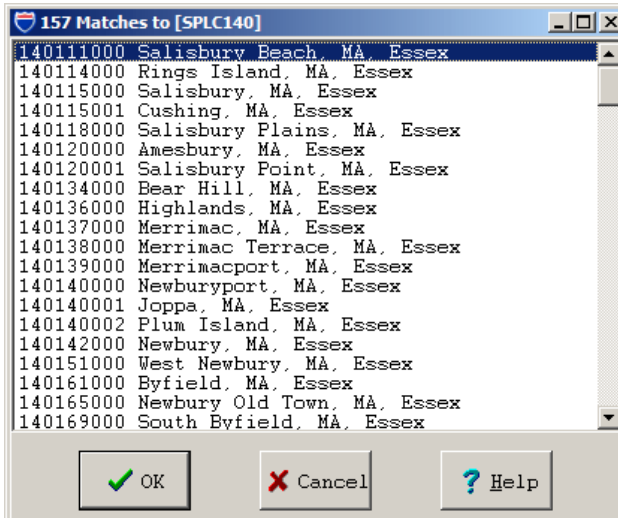 157 Matches to [SPLC140]
140111000 Salisbury Beach, MA, Essex
140114000 Rings Island, MA, Essex
140115000 Salisbury, MA, Essex
140115001 Cushing, MA, Essex
140118000 Salisbury Plains, MA, Essex
140120000 Amesbury, MA, Essex
140120001 Salisbury Point, MA, Essex
140134000 Bear Hill, MA, Essex
140136000 Highlands, MA, Essex
140137000 Merrimac, MA, Essex
140138000 Merrimac Terrace, MA, Essex
140139000 Merrimacport, MA, Essex
140140000 Newburyport, MA, Essex
140140001 Joppa, MA, Essex
140140002 Plum Island, MA, Essex
140142000 Newbury, MA, Essex
140151000 West Newbury, MA, Essex
140161000 Byfield, MA, Essex
140165000 Newbury Old Town, MA, Essex
140169000 South Byfield, MA, Essex
OK Cancel Help